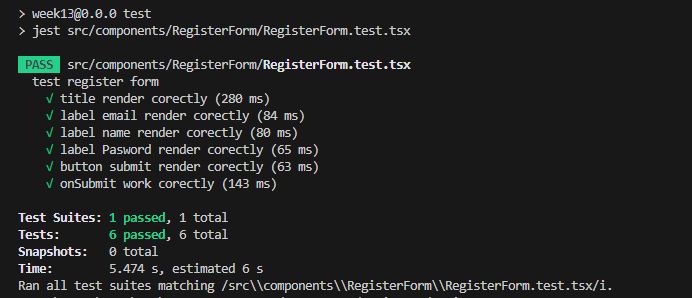 > week13@0.0.0 test
> jest src/components/RegisterForm/RegisterForm.test.tsx
PASS src/components/RegisterForm/RegisterForm.test.tsx
test register form
√ title render corectly (280 ms)
√ label email render corectly (84 ms)
√ label name render corectly (80 ms)
√ label Pasword render corectly (65 ms)
√ button submit render corectly (63 ms)
√ onSubmit work corectly (143 ms)
Test Suites: 1 passed, 1 total
Tests: 6 passed, 6 total
Snapshots: 0 total
Time: 5.474 s, estimated 6 s
Ran all test suites matching /src\\components\\RegisterForm\\RegisterForm.test.tsx/i.